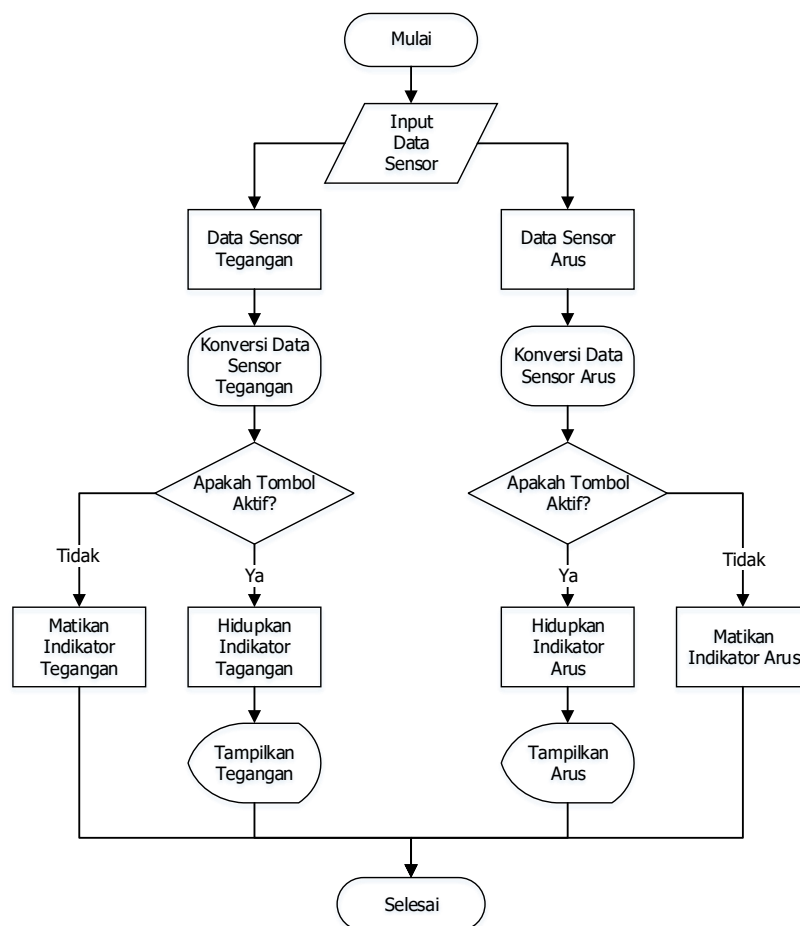 Mulai
Input
Data
Sensor
Data Sensor
Tegangan
Data Sensor
Arus
Konversi Data
Sensor
Tegangan
Konversi Data
Sensor Arus
Apakah Tombol
Aktif?
Apakah Tombol
Aktif?
Tidak
Ya
Ya
Tidak
Matikan
Indikator
Tegangan
Hidupkan
Indikator
Tagangan
Hidupkan
Indikator
Arus
Matikan
Indikator Arus
Tampilkan
Tegangan
Tampilkan
Arus
Selesai